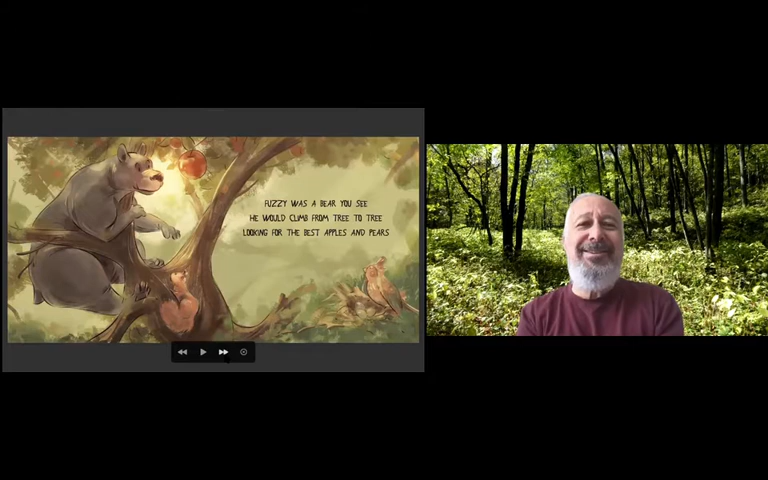 FUZZY WAS A BEAR YOU SEE
HE WOULD CLIMB FROM TREE TO TREE
LOOKING FOR THE BEST APPLES AND PEARS